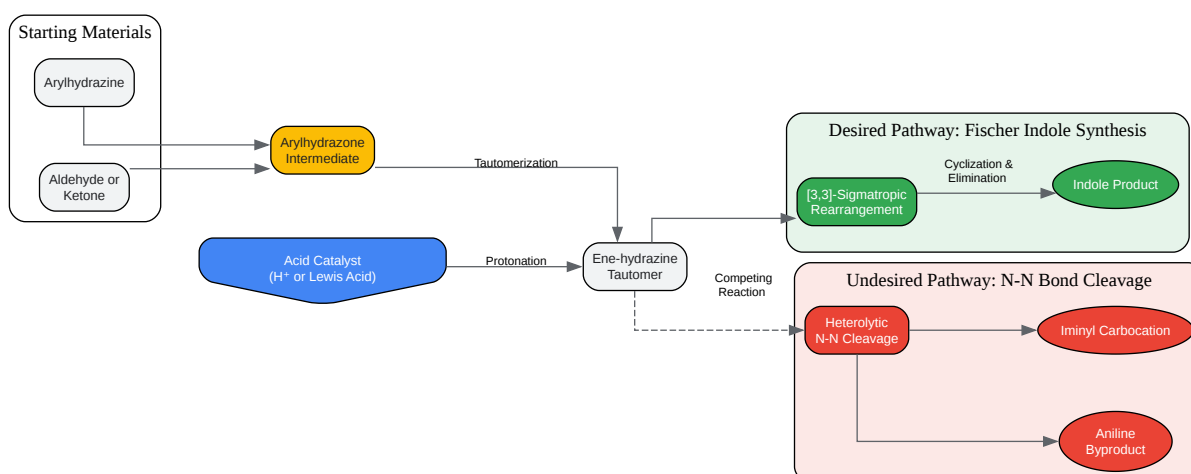 Starting Materials
Arylhydrazine
Aldehyde or
Ketone
Arylhydrazone
Intermediate
Tautomerization
Acid Catalyst
(H⁺ or Lewis Acid)
Protonation
Ene-hydrazine
Tautomer
Desired Pathway: Fischer Indole Synthesis
[3,3]-Sigmatropic
Rearrangement
Cyclization &
Elimination
Indole Product
Competing
Reaction
Undesired Pathway: N-N Bond Cleavage
Heterolytic
N-N Cleavage
Iminyl Carbocation
Aniline
Byproduct